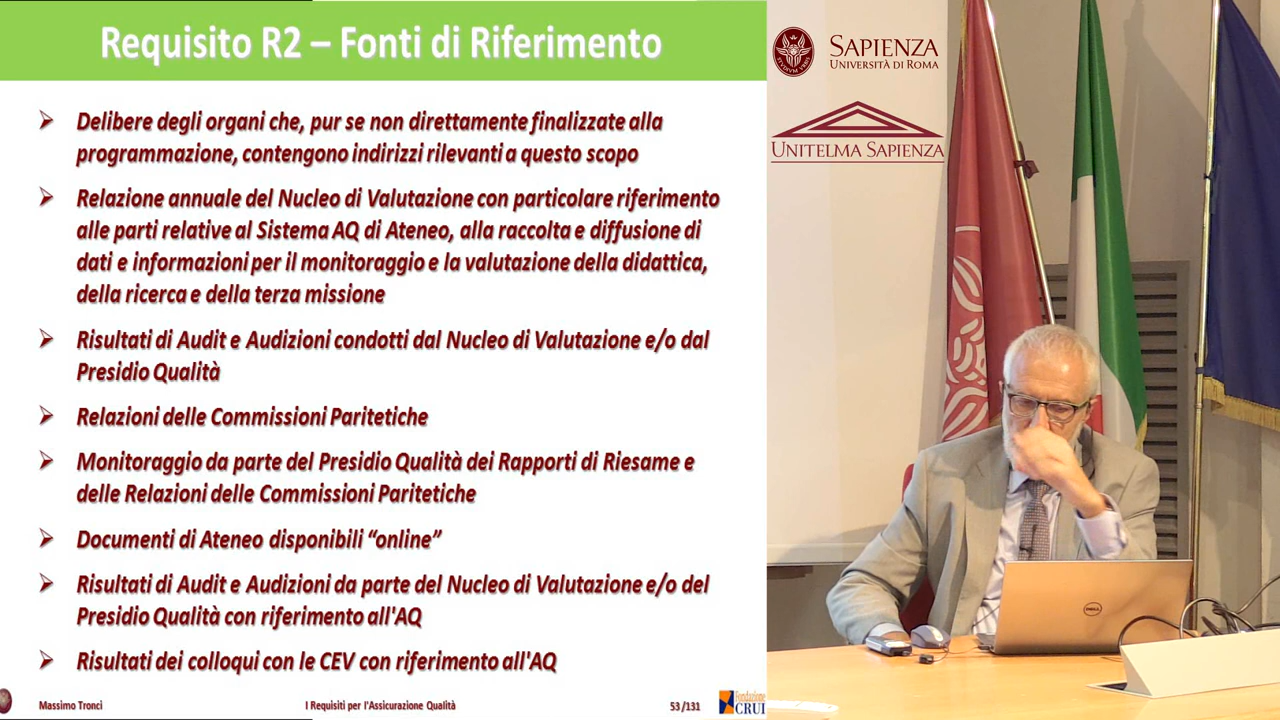 Requisito R2 – Fonti di Riferimento
Delibere degli organi che, pur se non direttamente finalizzate alla
programmazione, contengono indirizzi rilevanti a questo scopo
Relazione annuale del Nucleo di Valutazione con particolare riferimento
alle parti relative al Sistema AQ di Ateneo, alla raccolta e diffusione di
dati e informazioni per il monitoraggio e la valutazione della didattica,
della ricerca e della terza missione
Risultati di Audit e Audizioni condotti dal Nucleo di Valutazione e/o dal
Presidio Qualità
Relazioni delle Commissioni Paritetiche
Monitoraggio da parte del Presidio Qualità dei Rapporti di Riesame e
delle Relazioni delle Commissioni Paritetiche
Documenti di Ateneo disponibili “online”
Risultati di Audit e Audizioni da parte del Nucleo di Valutazione e/o del
Presidio Qualità con riferimento all'AQ
Risultati dei colloqui con le CEV con riferimento all'AQ
Massimo Tronci
I Requisiti per l'Assicurazione Qualità
53 /131
Fondazione
CRUI
SAPIENZA
UNIVERSITÀ DI ROMA
UNITELMA SAPIENZA
DELL